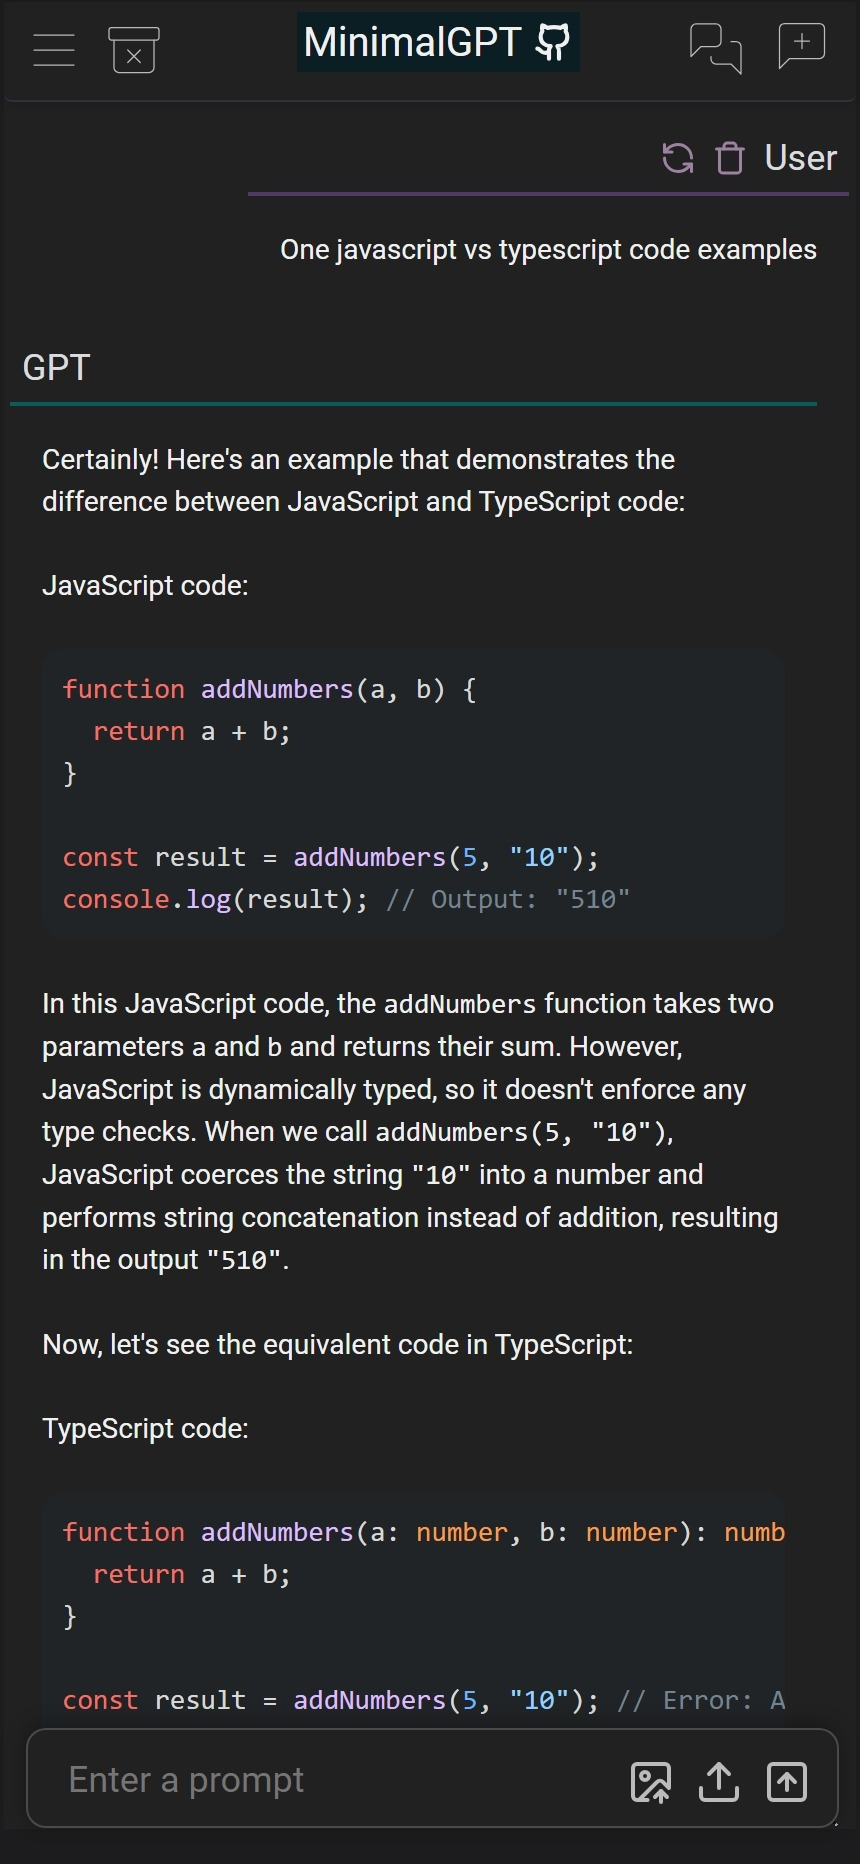 MinimalGPT
User
One javascript vs typescript code examples
GPT
Certainly! Here's an example that demonstrates the
difference between JavaScript and TypeScript code:
JavaScript code:
function addNumbers(a, b) {
  return a + b;
}
const result = addNumbers(5, "10");
console.log(result); // Output: "510"
In this JavaScript code, the addNumbers function takes two
parameters a and b and returns their sum. However,
JavaScript is dynamically typed, so it doesn't enforce any
type checks. When we call addNumbers(5, "10"),
JavaScript coerces the string "10" into a number and
performs string concatenation instead of addition, resulting
in the output "510".
Now, let's see the equivalent code in TypeScript:
TypeScript code:
function addNumbers(a: number, b: number): numb
  return a + b;
}
const result = addNumbers(5, "10"); // Error: A
Enter a prompt